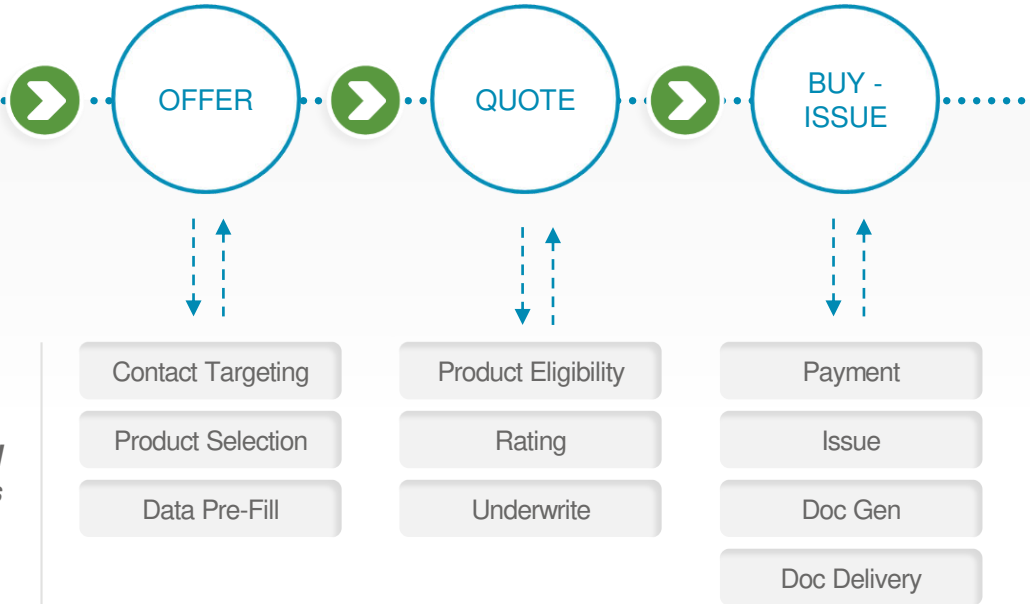 OFFER
QUOTE
BUY -
ISSUE
Contact Targeting
Product Eligibility
Payment
Product Selection
Rating
Issue
Data Pre-Fill
Underwrite
Doc Gen
Doc Delivery